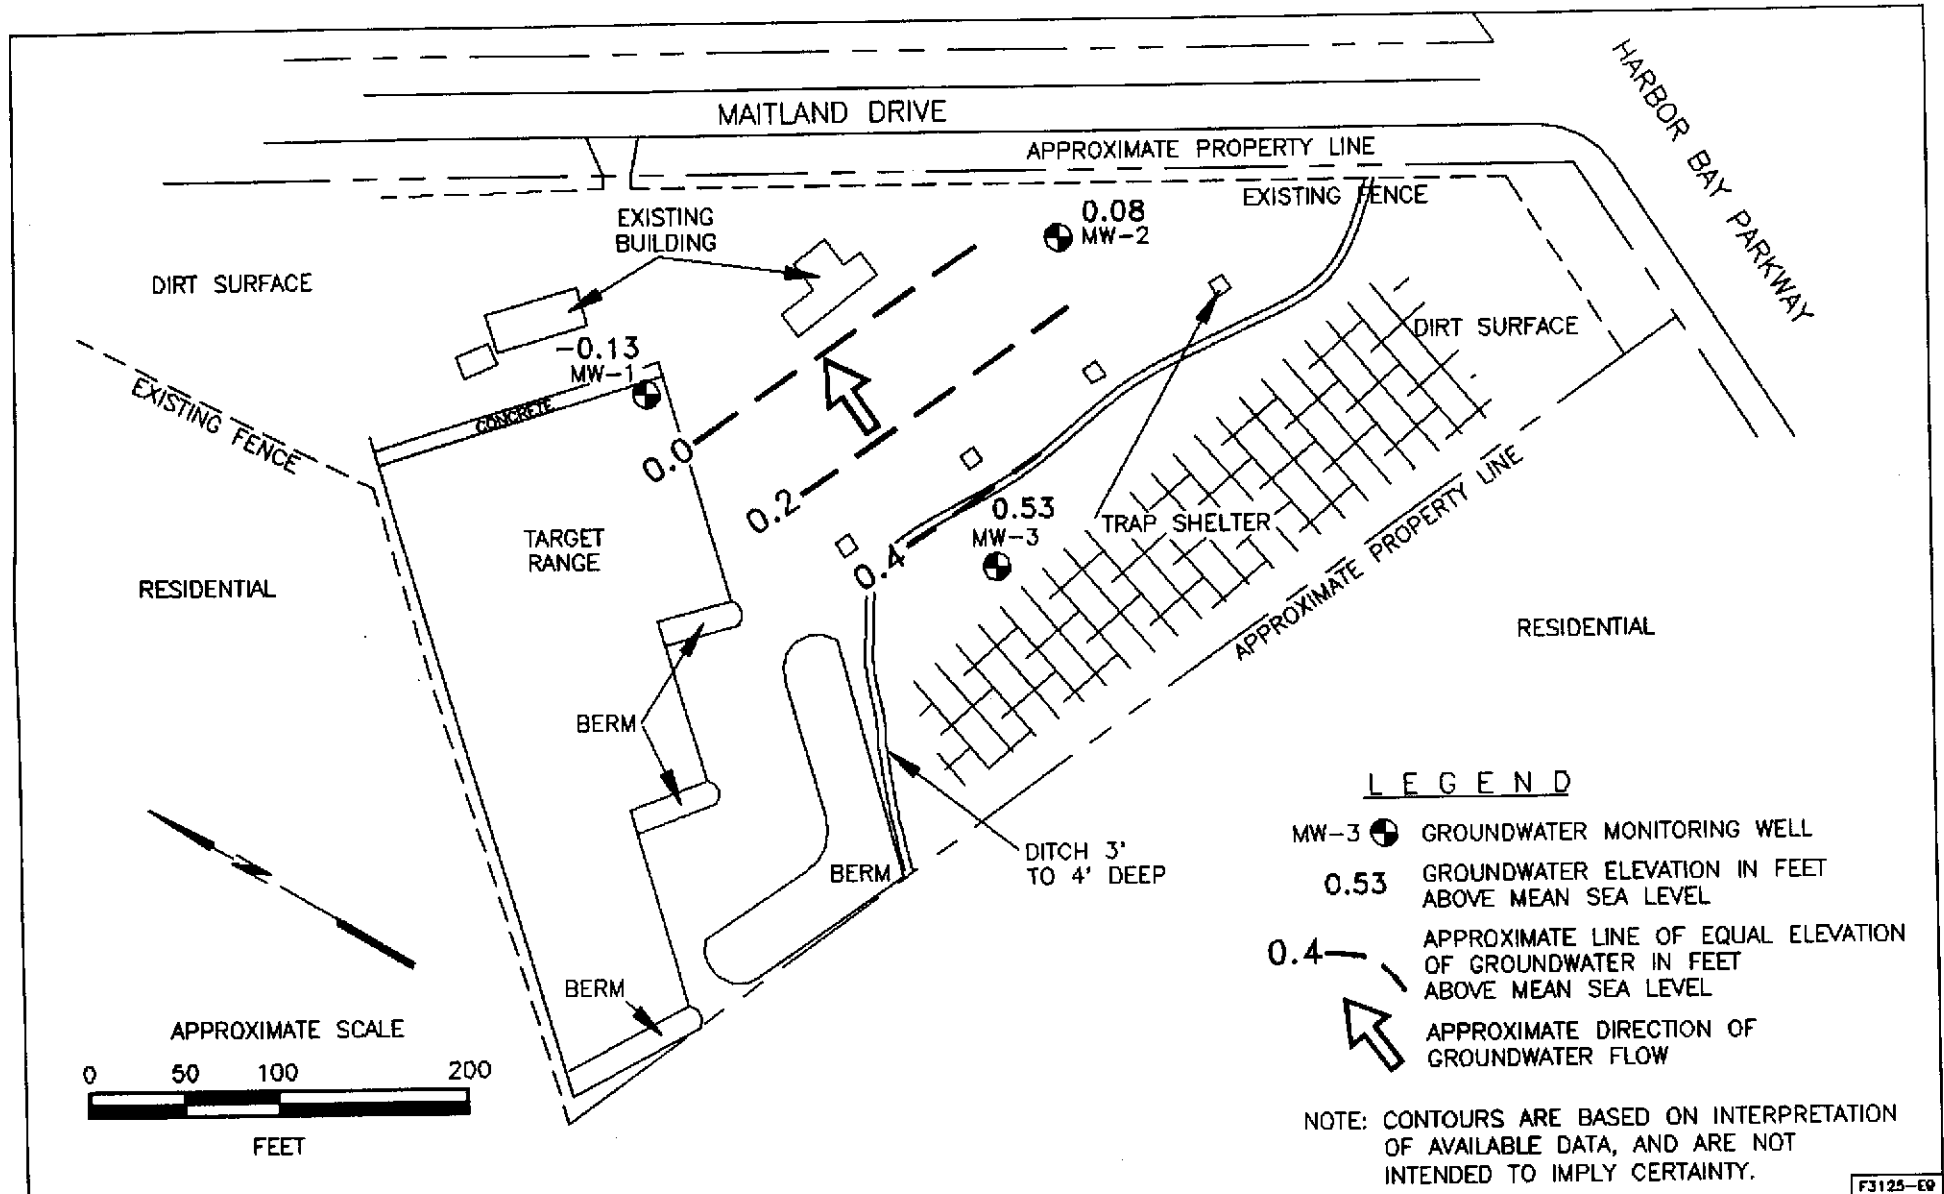 HARBOR BAY PARKWAY
MAITLAND DRIVE
APPROXIMATE PROPERTY LINE
EXISTING FENCE
EXISTING
BUILDING
0.08
MW-2
DIRT SURFACE
DIRT SURFACE
-0.13
MW-1
EXISTING FENCE
CONCRETE
0.0
0.2
0.4
0.53
MW-3
TRAP SHELTER
TARGET
RANGE
APPROXIMATE PROPERTY LINE
RESIDENTIAL
RESIDENTIAL
BERM
N
DITCH 3'
TO 4' DEEP
BERM
BERM
APPROXIMATE SCALE
0 50 100 200
FEET
LEGEND
MW-3 GROUNDWATER MONITORING WELL
0.53 GROUNDWATER ELEVATION IN FEET
ABOVE MEAN SEA LEVEL
0.4 APPROXIMATE LINE OF EQUAL ELEVATION
OF GROUNDWATER IN FEET
ABOVE MEAN SEA LEVEL
APPROXIMATE DIRECTION OF
GROUNDWATER FLOW
NOTE: CONTOURS ARE BASED ON INTERPRETATION
OF AVAILABLE DATA, AND ARE NOT
INTENDED TO IMPLY CERTAINTY.